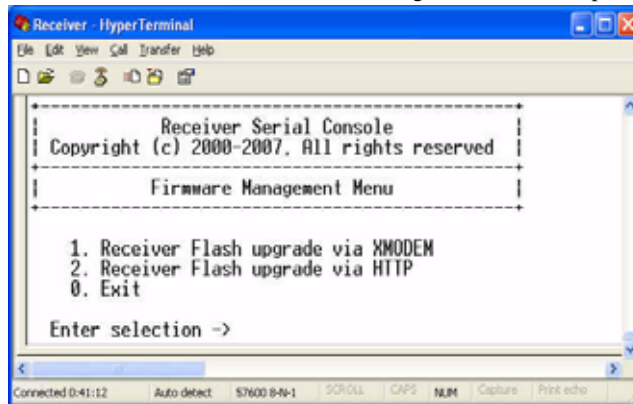 Receiver - HyperTerminal
File Edit View Call Transfer Help
Receiver Serial Console
Copyright (c) 2000-2007, All rights reserved
Firmware Management Menu
1. Receiver Flash upgrade via XMODEM
2. Receiver Flash upgrade via HTTP
0. Exit
Enter selection ->
Connected 0:41:12 Auto detect 57600 8-N-1 SCROLL CAPS NUM Capture Print echo